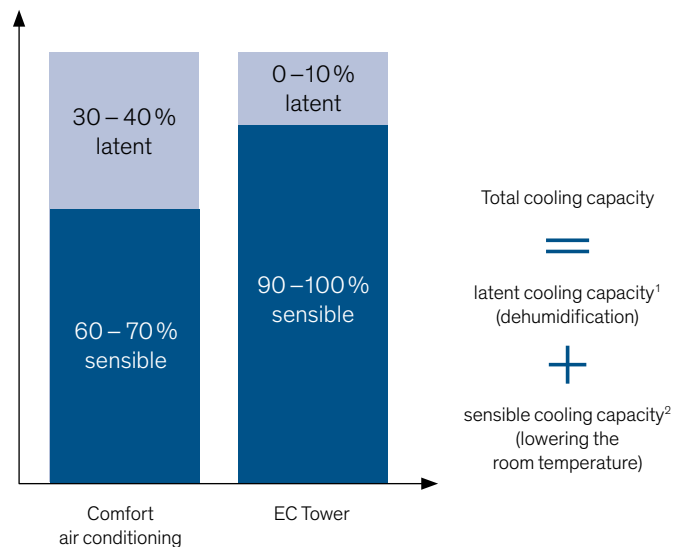 30 – 40 %
latent
60 – 70 %
sensible
0 – 10 %
latent
90 – 100 %
sensible
Comfort
air conditioning
EC Tower
Total cooling capacity
=
latent cooling capacity¹
(dehumidification)
+
sensible cooling capacity²
(lowering the
room temperature)